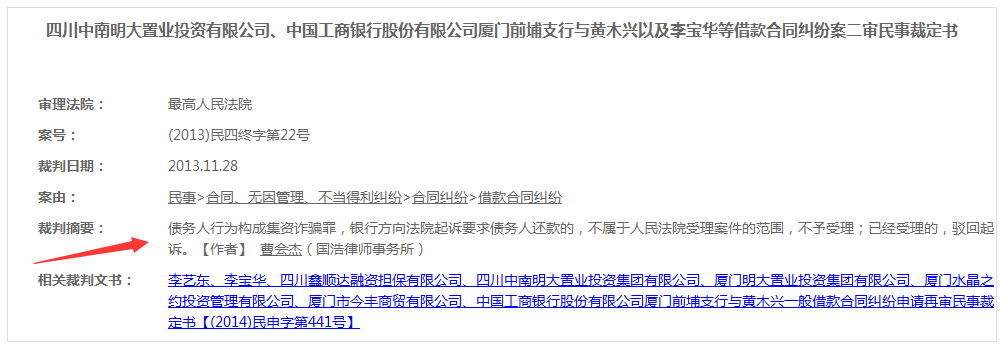 四川中南明大置业投资有限公司、中国工商银行股份有限公司厦门前埔支行与黄木兴以及李宝华等借款合同纠纷案二审民事裁定书
审理法院： 最高人民法院
案号： (2013)民四终字第22号
裁判日期： 2013.11.28
案由： 民事>合同、无因管理、不当得利纠纷>合同纠纷>借款合同纠纷
裁判摘要： 债务人行为构成集资诈骗罪，银行方向法院起诉要求债务人还款的，不属于人民法院受理案件的范围，不予受理；已经受理的，驳回起
诉。【作者】 曹会杰（国浩律师事务所）
相关裁判文书： 李艺东、李宝华、四川鑫顺达融资担保有限公司、四川中南明大置业投资集团有限公司、厦门明大置业投资集团有限公司、厦门水晶之
约投资管理有限公司、厦门市今丰商贸有限公司、中国工商银行股份有限公司厦门前埔支行与黄木兴一般借款合同纠纷申请再审民事裁
定书【(2014)民申字第441号】